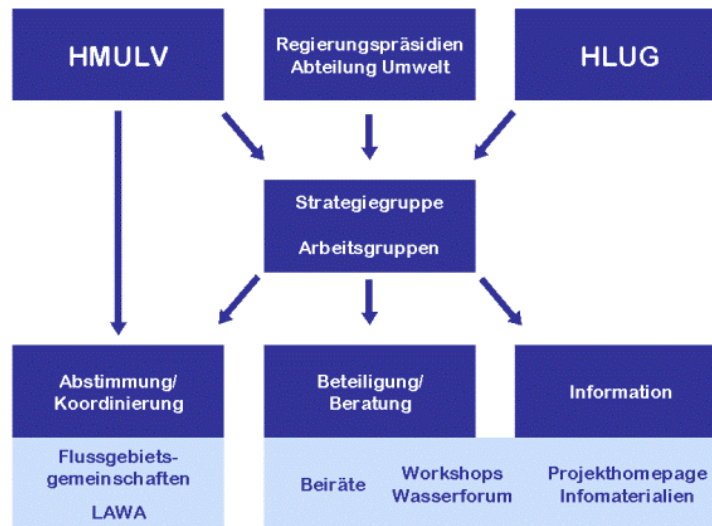 HMULV
Regierungspräsidien
Abteilung Umwelt
HLUG
Strategiegruppe
Arbeitsgruppen
Abstimmung/
Koordinierung
Beteiligung/
Beratung
Information
Flussgebiets-
gemeinschaften
LAWA
Beiräte
Workshops
Wasserforum
Projekthomepage
Infomaterialien